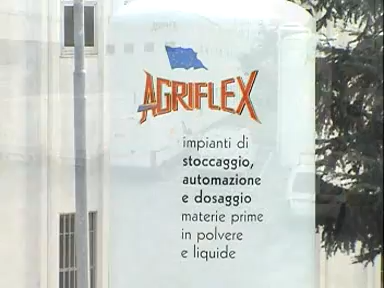 AGRIFLEX
impianti di
stoccaggio,
automazione
e dosaggio
materie prime
in polvere
e liquide